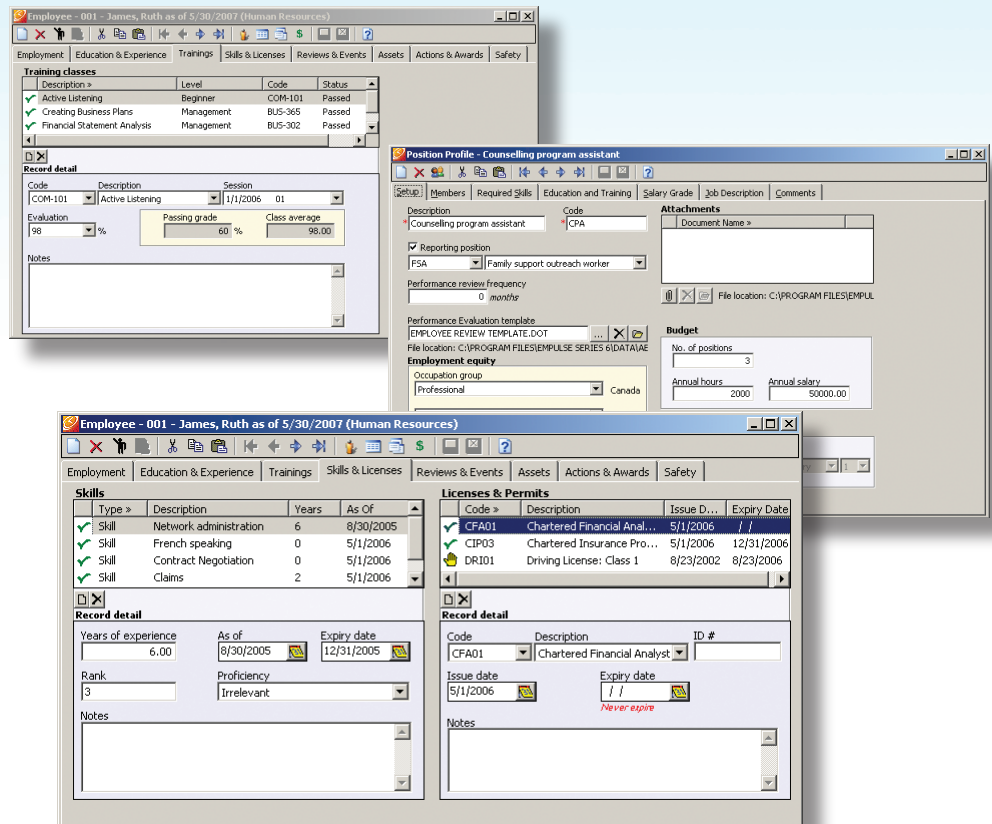 Employee - 001 - James, Ruth as of 5/30/2007 (Human Resources)
Employment Education & Experience Trainings Skills & Licenses Reviews & Events Assets Actions & Awards Safety
Training classes
Description » Level Code Status
Active Listening Beginner COM-101 Passed
Creating Business Plans Management BUS-365 Passed
Financial Statement Analysis Management BUS-302 Passed
Record detail
Code Description Session
COM-101 Active Listening 1/1/2006 01
Evaluation Passing grade Class average
98 % 60 % 98.00
Notes
Position Profile - Counselling program assistant
Setup Members Required Skills Education and Training Salary Grade Job Description Comments
Description Code
*Counselling program assistant *CPA
Reporting position
FSA Family support outreach worker
Performance review frequency
0 months
Performance Evaluation template
EMPLOYEE REVIEW TEMPLATE.DOT ...
File location: C:\PROGRAM FILES\EMPULSE SERIES 6\DATA\AE
Employment equity
Occupation group
Professional Canada
Attachments
Document Name »
File location: C:\PROGRAM FILES\EMPUL
Budget
No. of positions
3
Annual hours Annual salary
2000 50000.00
1
Employee - 001 - James, Ruth as of 5/30/2007 (Human Resources)
Employment Education & Experience Trainings Skills & Licenses Reviews & Events Assets Actions & Awards Safety
Skills
Type » Description Years As Of
Skill Network administration 6 8/30/2005
Skill French speaking 0 5/1/2006
Skill Contract Negotiation 0 5/1/2006
Skill Claims 2 5/1/2006
Record detail
Years of experience As of Expiry date
6.00 8/30/2005 12/31/2005
Rank Proficiency
3 Irrelevant
Notes
Licenses & Permits
Code » Description Issue D... Expiry Date
CFA01 Chartered Financial Anal... 5/1/2006 / /
CIP03 Chartered Insurance Pro... 5/1/2006 12/31/2006
DRI01 Driving License: Class 1 8/23/2002 8/23/2006
Record detail
Code Description ID #
CFA01 Chartered Financial Analyst
Issue date Expiry date
5/1/2006 / /
Never expire
Notes